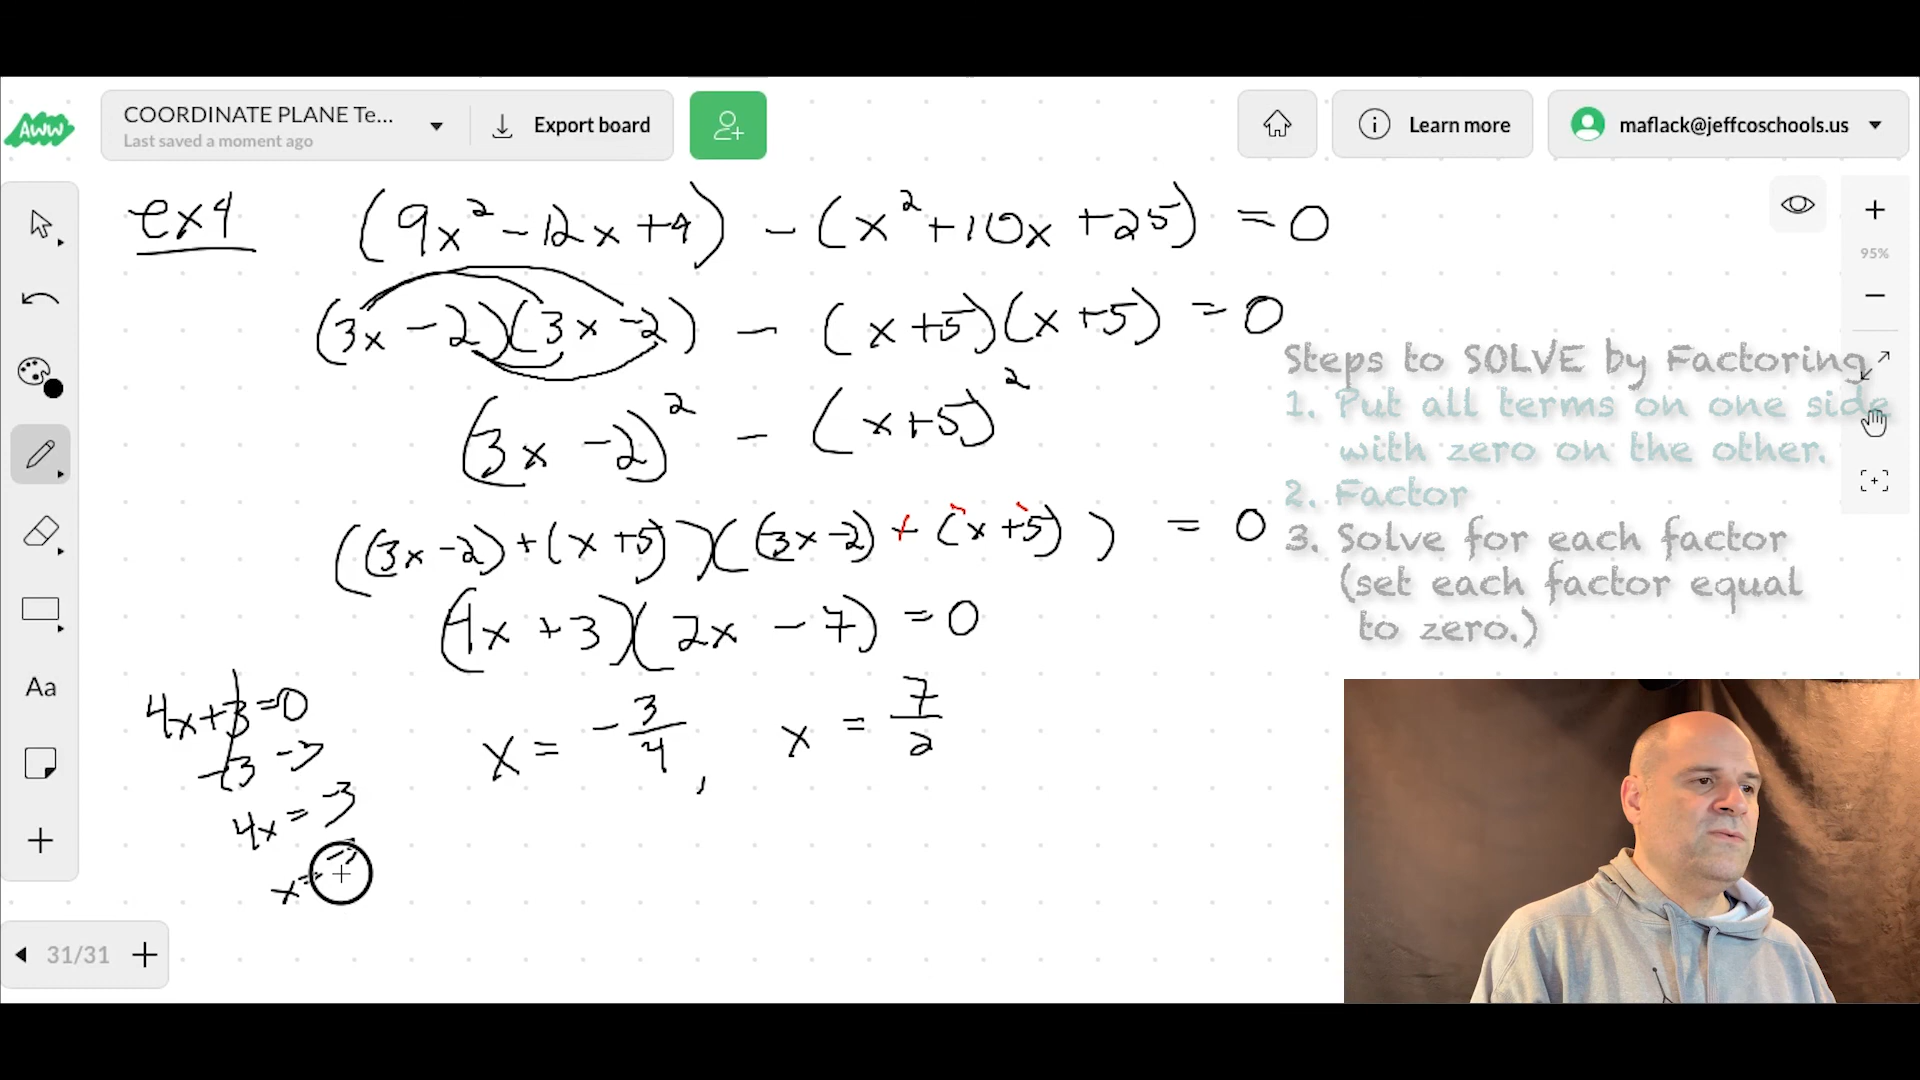 AWW
COORDINATE PLANE Te...
Last saved a moment ago
Export board
Learn more
maflack@jeffcoschools.us
95%
ex4 (9x² - 12x + 4) - (x² + 10x + 25) = 0
(3x - 2)(3x - 2) - (x + 5)(x + 5) = 0
(3x - 2)² - (x + 5)²
((3x - 2) + (x + 5))((3x - 2) + (x + 5)) = 0
(4x + 3)(2x - 7) = 0
x = -3/4, x = 7/2
4x + 3 = 0
-3 -3
4x = -3
x =
Steps to SOLVE by Factoring
1. Put all terms on one side
with zero on the other.
2. Factor
3. Solve for each factor
(set each factor equal
to zero.)
Aa
31/31